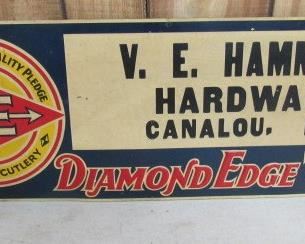 QUALITY PLEDGE
E
CUTLERY
V. E. HAMM
HARDWA
CANALOU,
DIAMOND EDGE